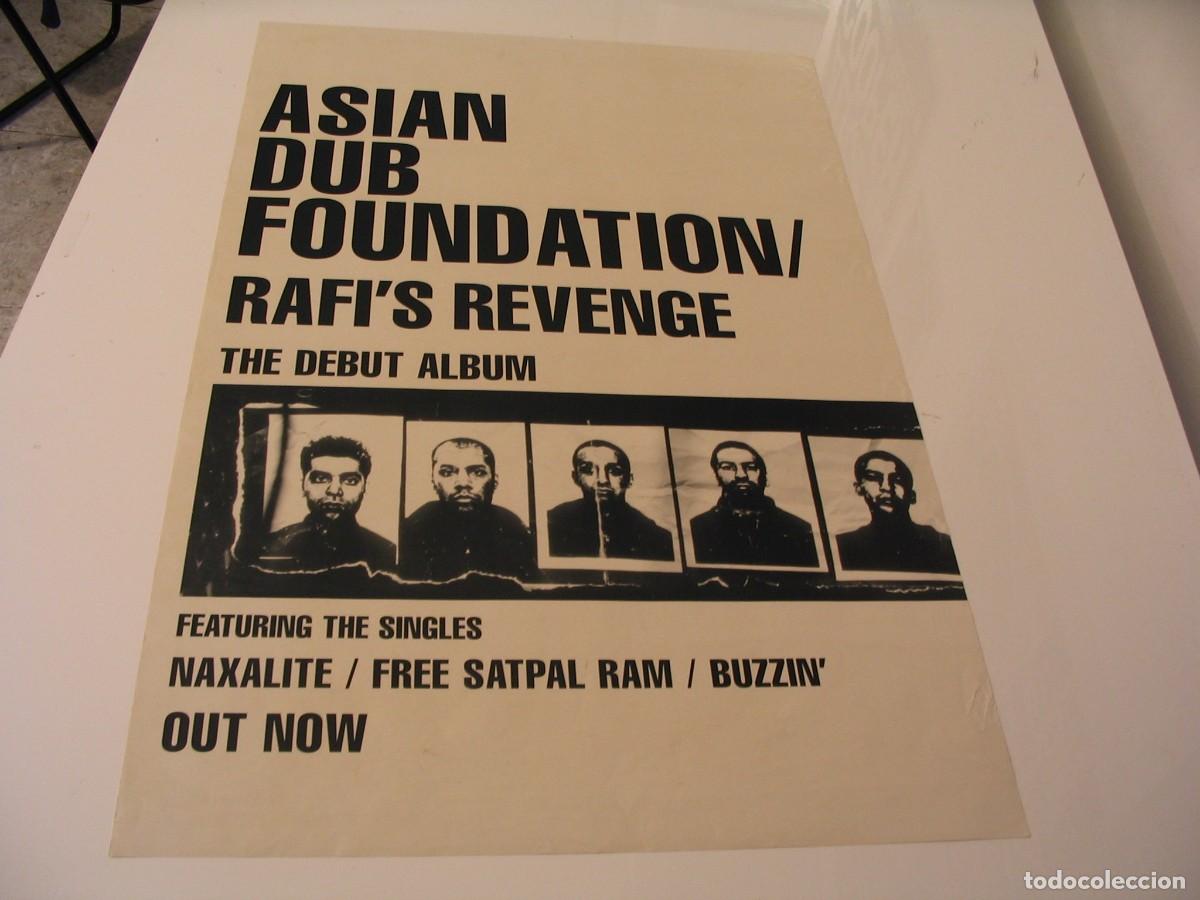 ASIAN
DUB
FOUNDATION/
RAFI'S REVENGE
THE DEBUT ALBUM
FEATURING THE SINGLES
NAXALITE / FREE SATPAL RAM / BUZZIN'
OUT NOW
todocoleccion